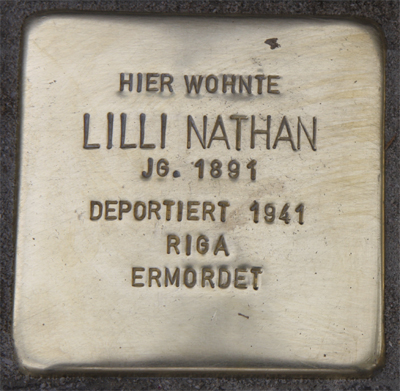 HIER WOHNTE
LILLI NATHAN
JG. 1891
DEPORTIERT 1941
RIGA
ERMORDET